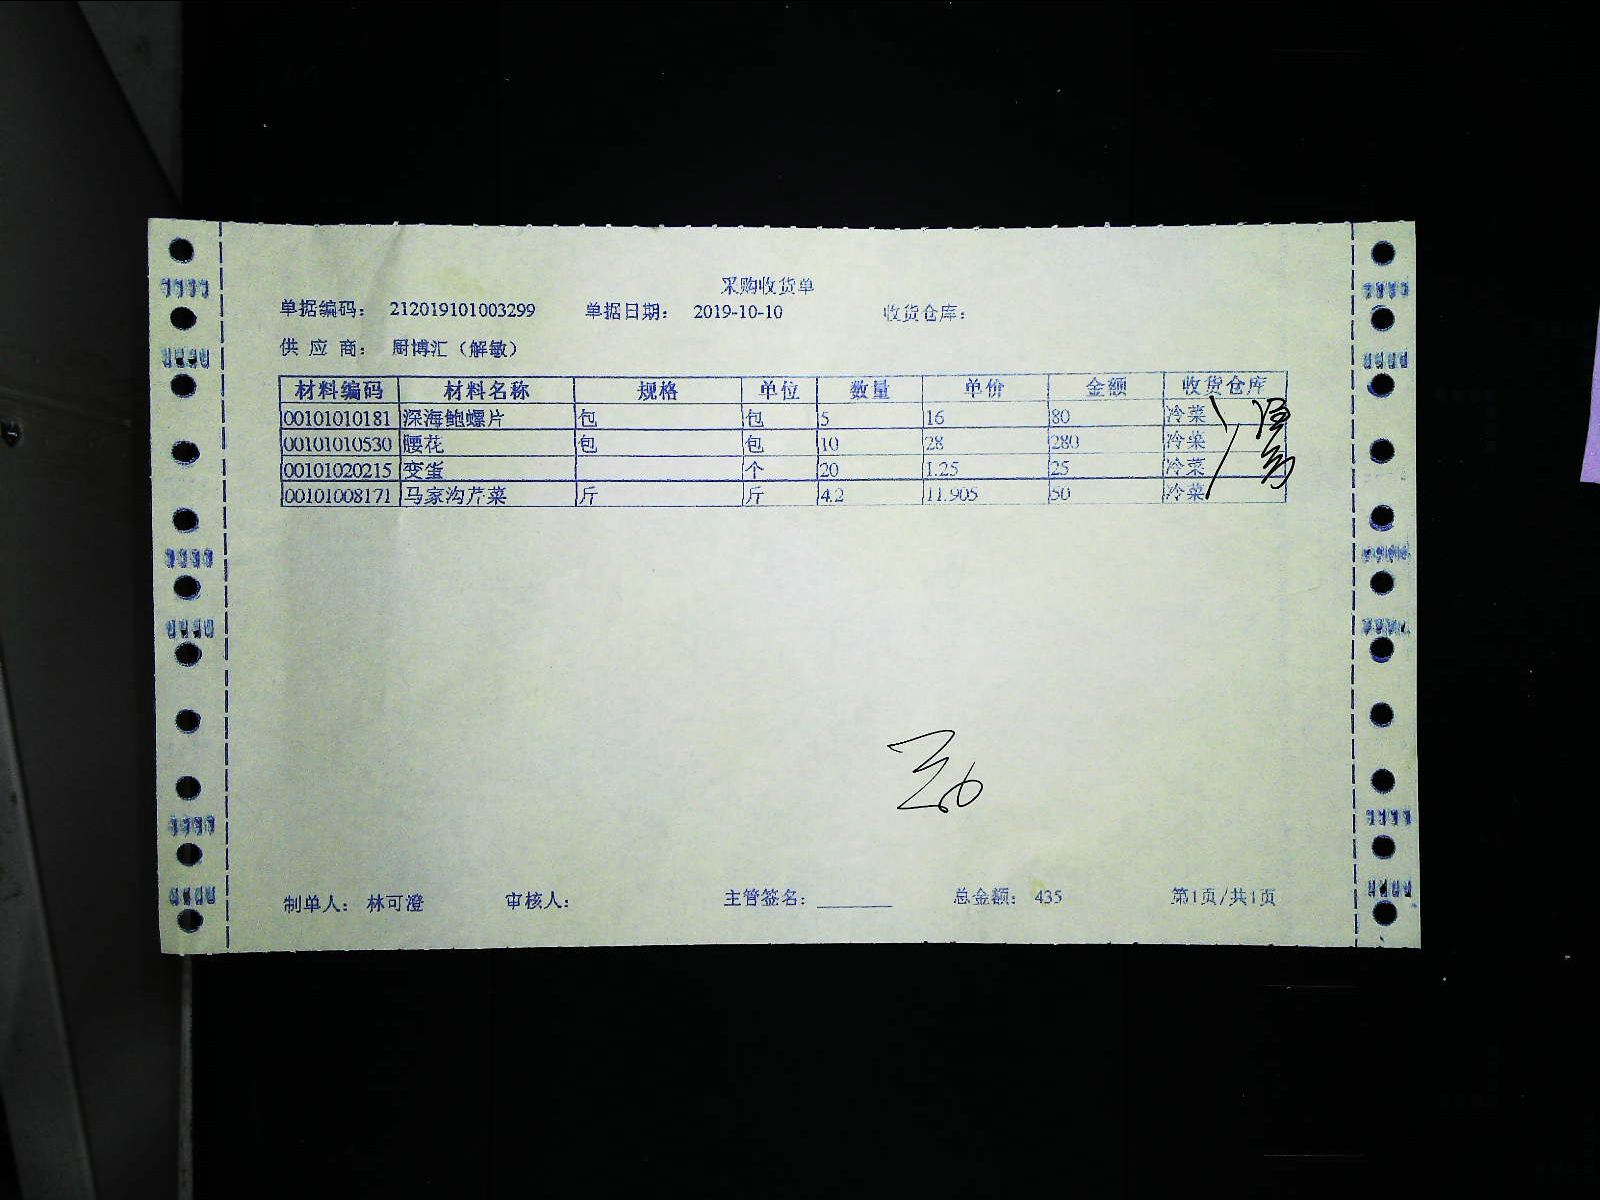 采购收货单
单据编码： 212019101003299 单据日期： 2019-10-10 收货仓库：
供 应 商： 厨博汇（解敏）
材料编码 材料名称 规格 单位 数量 单价 金额 收货仓库
00101010181 深海鲍螺片 包 包 5 16 80 冷菜
00101010530 腰花 包 包 10 28 280 冷菜
00101020215 变蛋 个 20 1.25 25 冷菜
00101008171 马家沟芹菜 斤 斤 4.2 11.905 50 冷菜
制单人： 林可澄 审核人： 主管签名：________ 总金额： 435 第1页/共1页